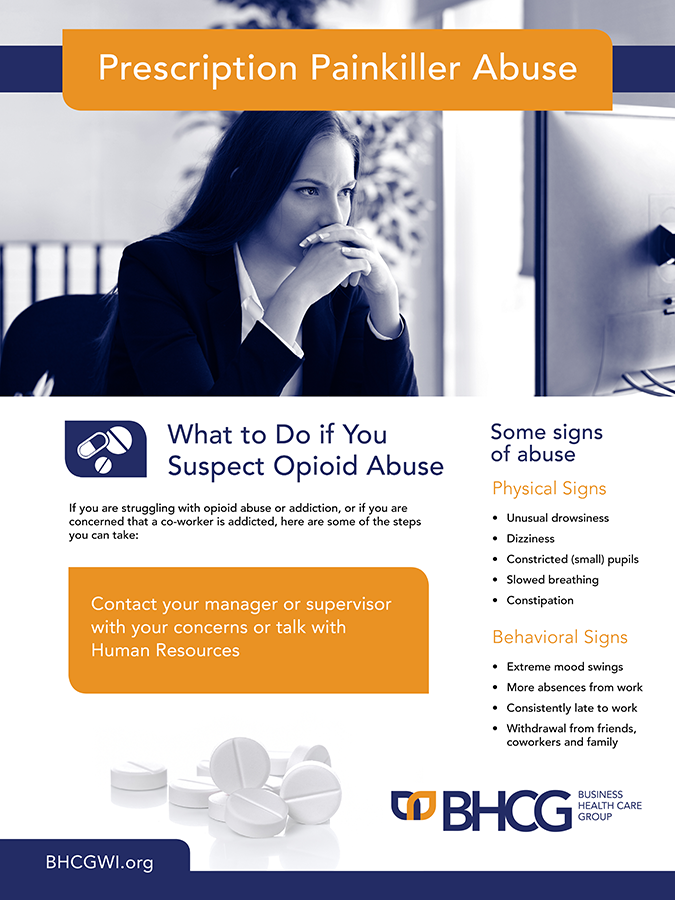 Prescription Painkiller Abuse
What to Do if You
Suspect Opioid Abuse
If you are struggling with opioid abuse or addiction, or if you are
concerned that a co-worker is addicted, here are some of the steps
you can take:
Contact your manager or supervisor
with your concerns or talk with
Human Resources
Some signs
of abuse
Physical Signs
• Unusual drowsiness
• Dizziness
• Constricted (small) pupils
• Slowed breathing
• Constipation
Behavioral Signs
• Extreme mood swings
• More absences from work
• Consistently late to work
• Withdrawal from friends,
coworkers and family
BHCG
BUSINESS
HEALTH CARE
GROUP
BHCGWI.org